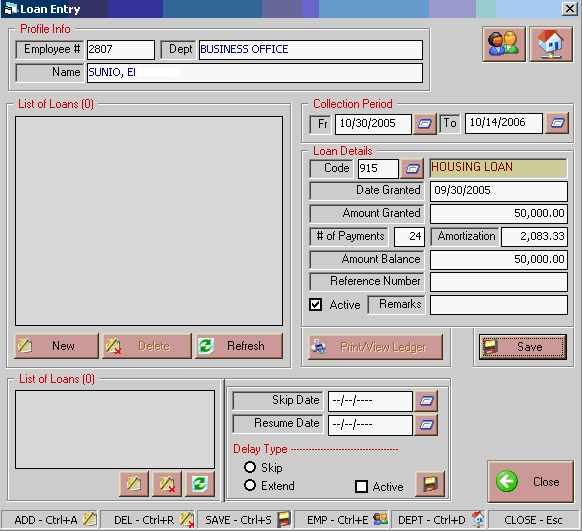 Loan Entry
Profile Info
Employee # 2807 Dept BUSINESS OFFICE
Name SUNIO, El
List of Loans (0)
Collection Period
Fr 10/30/2005 To 10/14/2006
Loan Details
Code 915 HOUSING LOAN
Date Granted 09/30/2005
Amount Granted 50,000.00
# of Payments 24 Amortization 2,083.33
Amount Balance 50,000.00
Reference Number
Active Remarks
New Delete Refresh
Print/View Ledger Save
List of Loans (0)
Skip Date --/--/----
Resume Date --/--/----
Delay Type
Skip
Extend Active
Close
ADD - Ctrl+A DEL - Ctrl+R SAVE - Ctrl+S EMP - Ctrl+E DEPT - Ctrl+D CLOSE - Esc